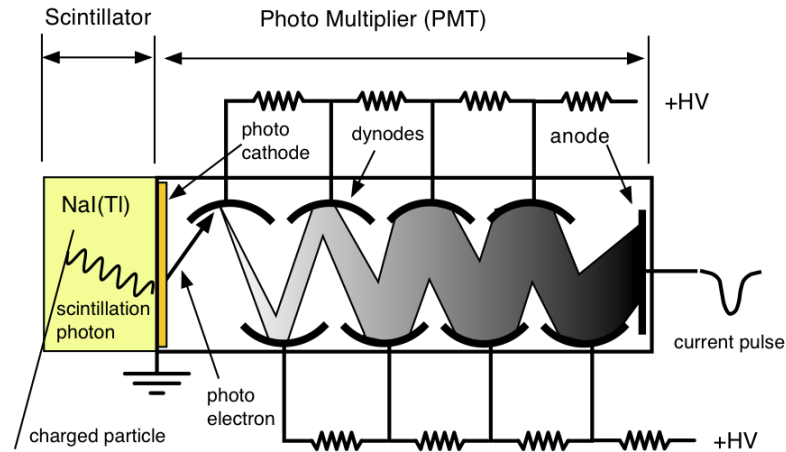 Scintillator
Photo Multiplier (PMT)
+HV
photo
cathode
dynodes
anode
NaI(Tl)
scintillation
photon
current pulse
photo
electron
charged particle
+HV